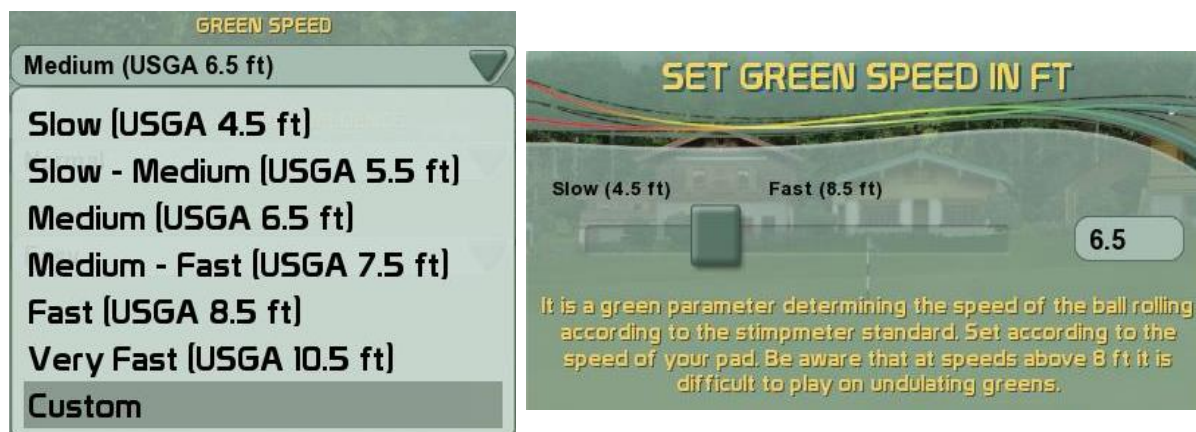 GREEN SPEED
Medium (USGA 6.5 ft)
Slow (USGA 4.5 ft)
Slow - Medium (USGA 5.5 ft)
Medium (USGA 6.5 ft)
Medium - Fast (USGA 7.5 ft)
Fast (USGA 8.5 ft)
Very Fast (USGA 10.5 ft)
Custom
SET GREEN SPEED IN FT
Slow (4.5 ft) Fast (8.5 ft)
6.5
It is a green parameter determining the speed of the ball rolling
according to the stimpmeter standard. Set according to the
speed of your pad. Be aware that at speeds above 8 ft it is
difficult to play on undulating greens.